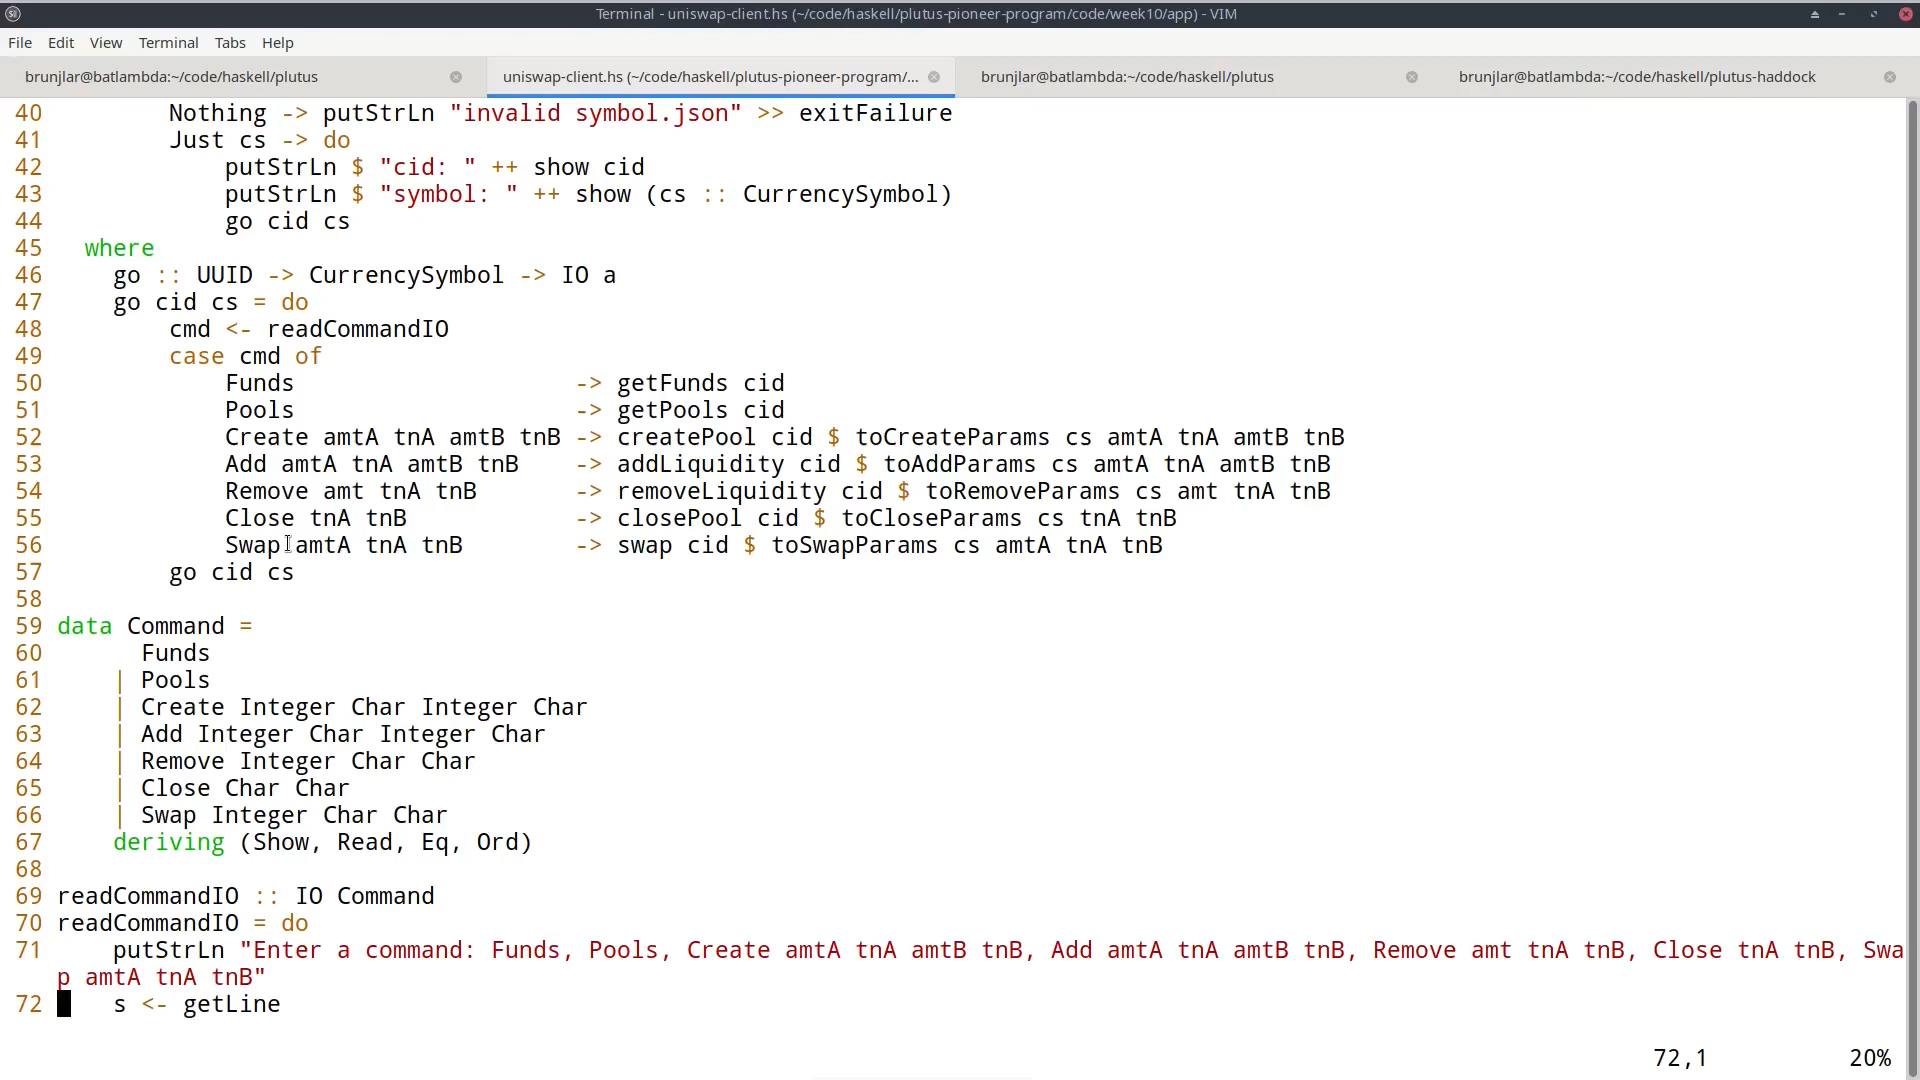 Terminal - uniswap-client.hs (~/code/haskell/plutus-pioneer-program/code/week10/app) - VIM
File Edit View Terminal Tabs Help
brunjlar@batlambda:~/code/haskell/plutus
uniswap-client.hs (~/code/haskell/plutus-pioneer-program/...
brunjlar@batlambda:~/code/haskell/plutus
brunjlar@batlambda:~/code/haskell/plutus-haddock
40         Nothing -> putStrLn "invalid symbol.json" >> exitFailure
41         Just cs -> do
42             putStrLn $ "cid: " ++ show cid
43             putStrLn $ "symbol: " ++ show (cs :: CurrencySymbol)
44             go cid cs
45   where
46     go :: UUID -> CurrencySymbol -> IO a
47     go cid cs = do
48         cmd <- readCommandIO
49         case cmd of
50             Funds                    -> getFunds cid
51             Pools                    -> getPools cid
52             Create amtA tnA amtB tnB -> createPool cid $ toCreateParams cs amtA tnA amtB tnB
53             Add amtA tnA amtB tnB    -> addLiquidity cid $ toAddParams cs amtA tnA amtB tnB
54             Remove amt tnA tnB       -> removeLiquidity cid $ toRemoveParams cs amt tnA tnB
55             Close tnA tnB            -> closePool cid $ toCloseParams cs tnA tnB
56             Swap amtA tnA tnB        -> swap cid $ toSwapParams cs amtA tnA tnB
57         go cid cs
58
59 data Command =
60       Funds
61     | Pools
62     | Create Integer Char Integer Char
63     | Add Integer Char Integer Char
64     | Remove Integer Char Char
65     | Close Char Char
66     | Swap Integer Char Char
67     deriving (Show, Read, Eq, Ord)
68
69 readCommandIO :: IO Command
70 readCommandIO = do
71     putStrLn "Enter a command: Funds, Pools, Create amtA tnA amtB tnB, Add amtA tnA amtB tnB, Remove amt tnA tnB, Close tnA tnB, Swa
p amtA tnA tnB"
72     s <- getLine
72,1 20%